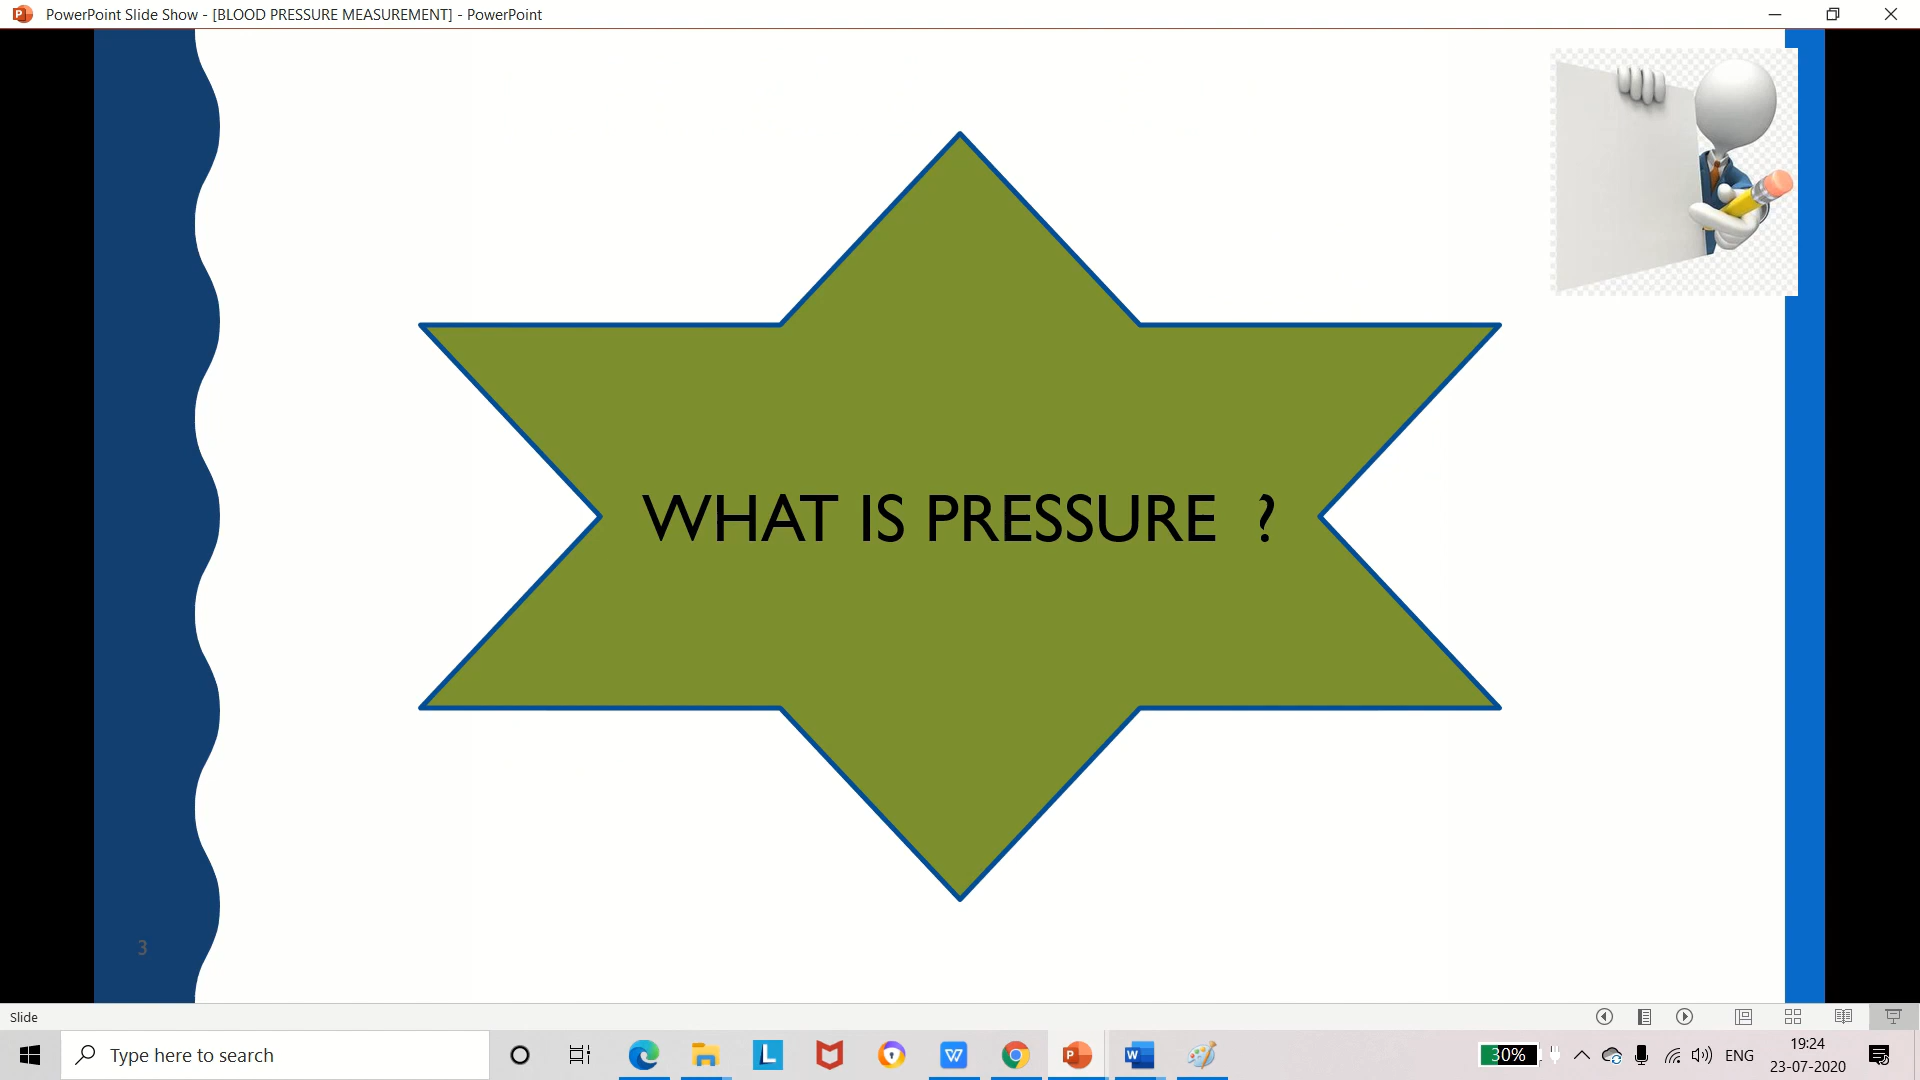 PowerPoint Slide Show - [BLOOD PRESSURE MEASUREMENT] - PowerPoint
WHAT IS PRESSURE ?
3
Slide
Type here to search
30%
ENG
19:24
23-07-2020